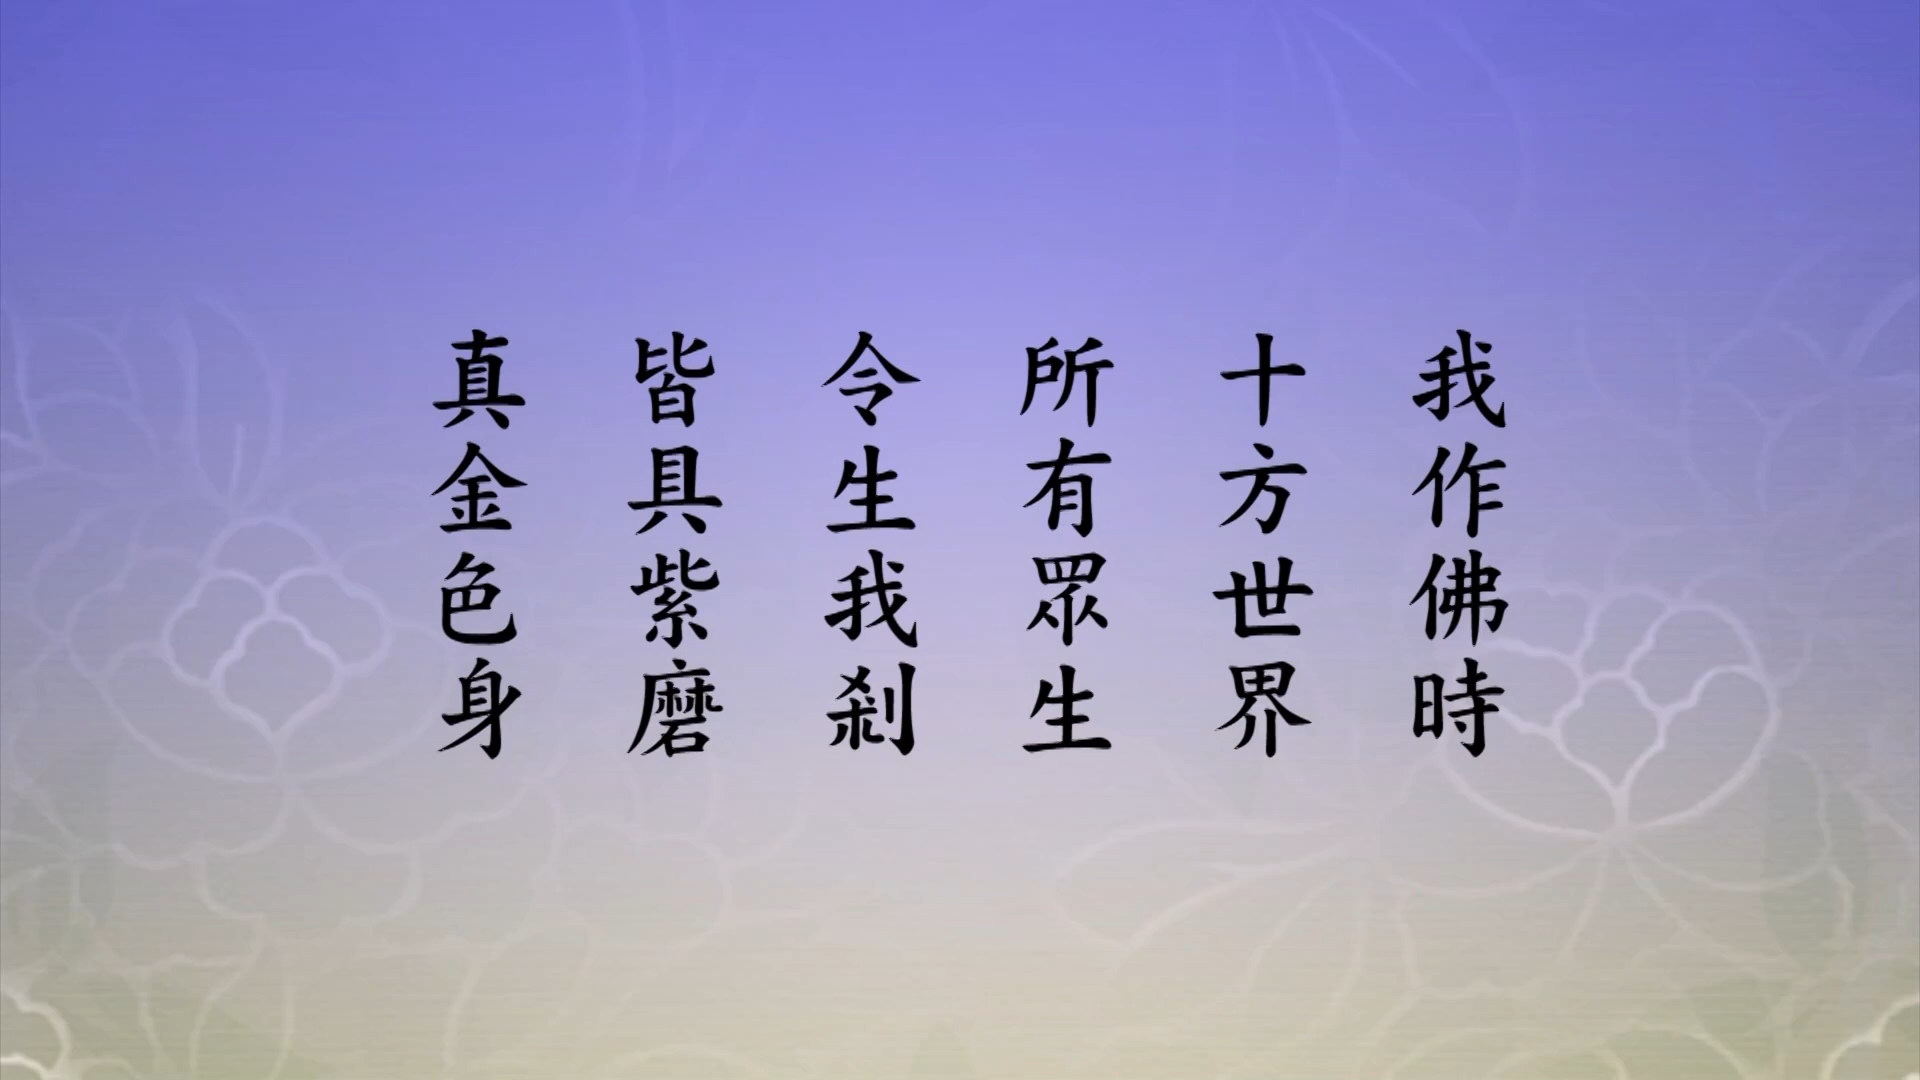 我作佛時
十方世界
所有眾生
令生我剎
皆具紫磨
真金色身